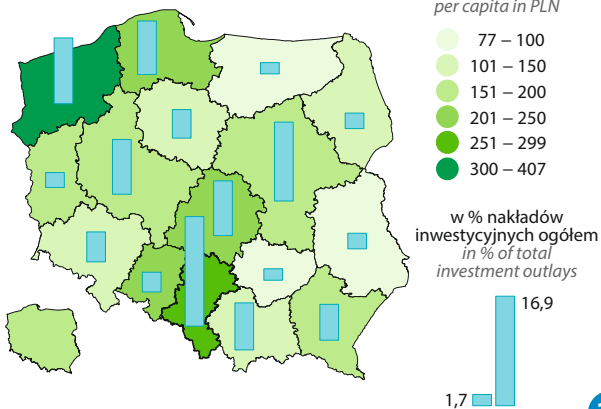 per capita in PLN
77 – 100
101 – 150
151 – 200
201 – 250
251 – 299
300 – 407
w % nakładów
inwestycyjnych ogółem
in % of total
investment outlays
16,9
1,7